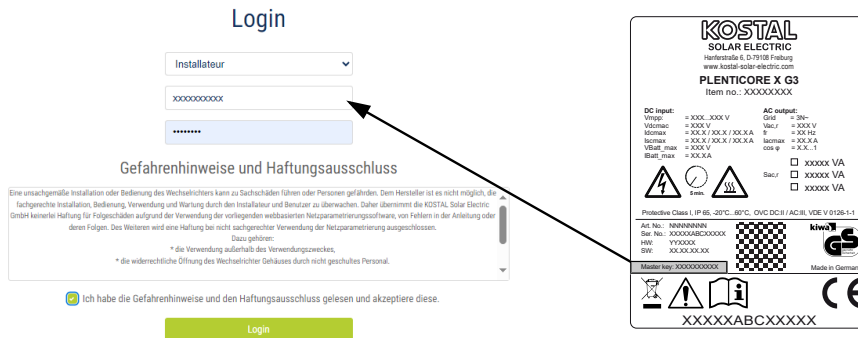 Login
Installateur
xxxxxxxxxx
••••••••
Gefahrenhinweise und Haftungsausschluss
Eine unsachgemäße Installation oder Bedienung des Wechselrichters kann zu Sachschäden führen oder Personen gefährden. Dem Hersteller ist es nicht möglich, die
fachgerechte Installation, Bedienung, Verwendung und Wartung durch den Installateur und Benutzer zu überwachen. Daher übernimmt die KOSTAL Solar Electric
GmbH keinerlei Haftung für Folgeschäden aufgrund der Verwendung der vorliegenden webbasierten Netzparametrierungssoftware, von Fehlern in der Anleitung oder
deren Folgen. Des Weiteren wird eine Haftung bei nicht sachgerechter Verwendung der Netzparametrierung ausgeschlossen.
Dazu gehören:
* die Verwendung außerhalb des Verwendungszweckes,
* die widerrechtliche Öffnung des Wechselrichter Gehäuses durch nicht geschultes Personal.
Ich habe die Gefahrenhinweise und den Haftungsausschluss gelesen und akzeptiere diese.
Login
KOSTAL
SOLAR ELECTRIC
Hanferstraße 6, D-79108 Freiburg
www.kostal-solar-electric.com
PLENTICORE X G3
Item no.: XXXXXXXX
DC input:
Vmpp: = XXX...XXX V
Vdcmac = XXX V
Idcmax = XX.X / XX.X / XX.X A
Iscmax = XX.X / XX.X / XX.X A
VBatt_max = XXX V
IBatt_max = XX.XA
AC output:
Grid = 3N~
Vac,r = XXX V
fr = XX Hz
Iacmax = XX.X A
cos φ = X.X...1
xxxxx VA
Sac,r xxxxx VA
xxxxx VA
5 min.
Protective Class I, IP 65, -20°C...60°C, OVC DC:II / AC:III, VDE V 0126-1-1
Art. No.: NNNNNNNN
Ser. No.: XXXXXABCXXXXX
HW: YYXXXX
SW: XX.XX.XX.XX
Master key: XXXXXXXXXX
kiwa
GS
Made in German
CE
XXXXXABCXXXXX